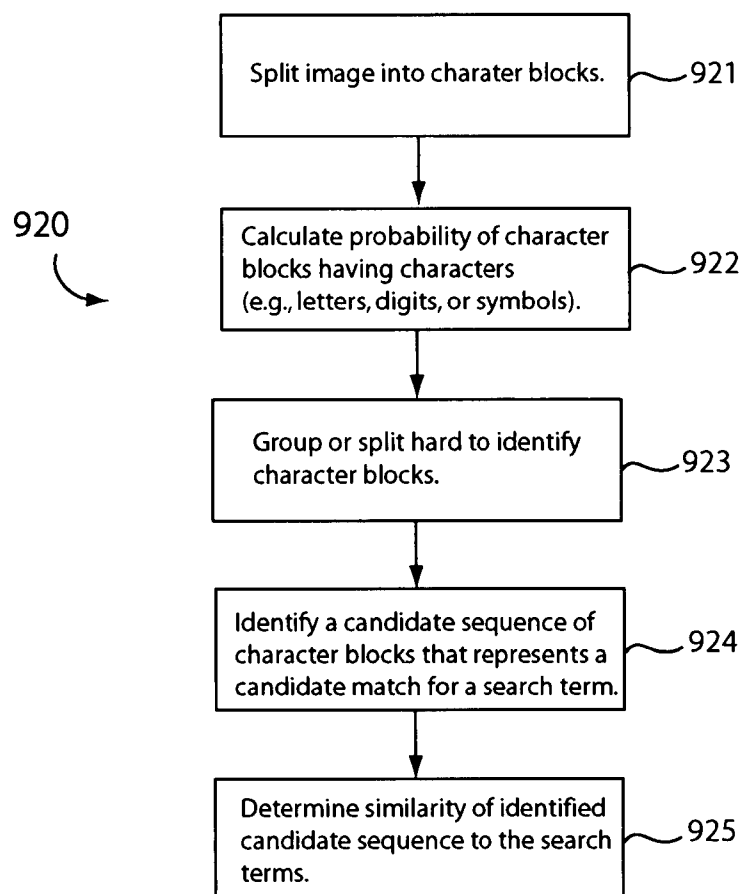 Split image into charater blocks.
921
920
Calculate probability of character
blocks having characters
(e.g., letters, digits, or symbols).
922
Group or split hard to identify
character blocks.
923
Identify a candidate sequence of
character blocks that represents a
candidate match for a search term.
924
Determine similarity of identified
candidate sequence to the search
terms.
925